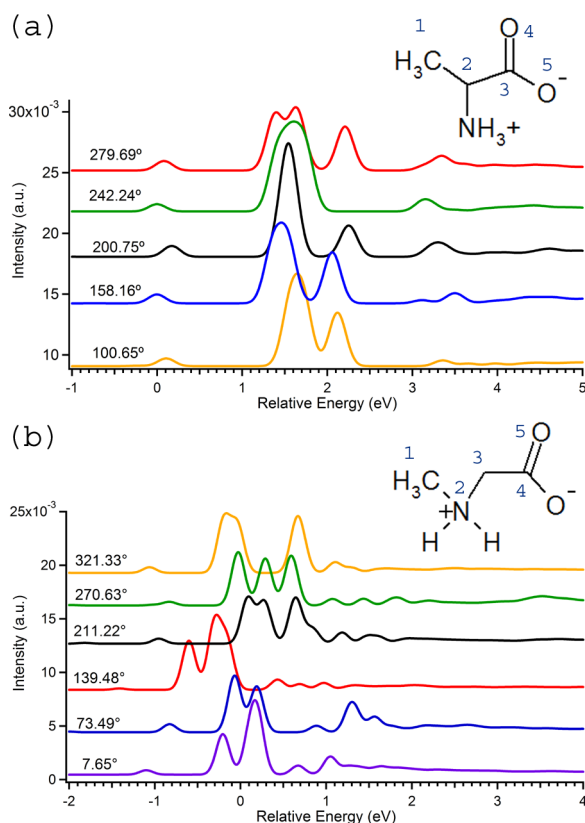 (a)
1
4
O
H₃C
2
5
3
O⁻
NH₃+
30x10⁻³
25
20
15
10
Intensity (a.u.)
279.69º
242.24º
200.75º
158.16º
100.65º
-1
0
1
2
3
4
5
Relative Energy (eV)
(b)
5
O
1
3
H₃C
2
4
N
+
O⁻
H
H
25x10⁻³
20
15
10
5
0
Intensity (a.u.)
321.33°
270.63°
211.22°
139.48°
73.49°
7.65°
-2
-1
0
1
2
3
4
Relative Energy (eV)